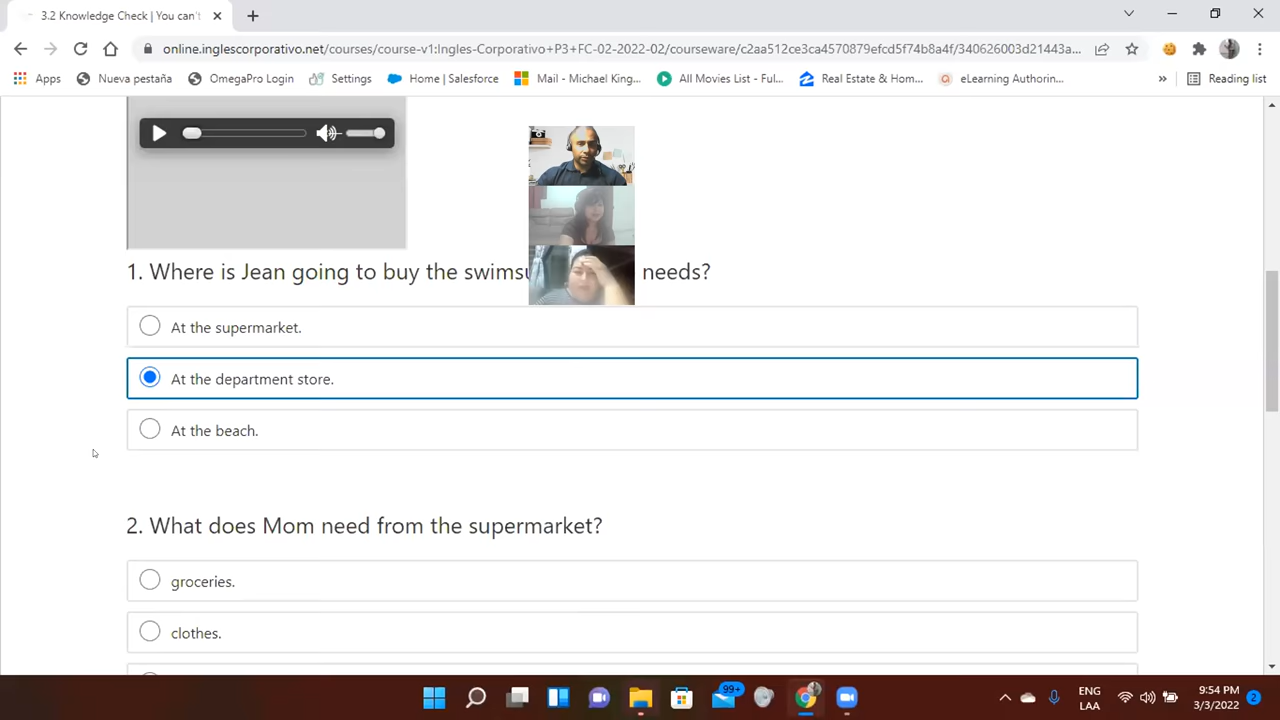 3.2 Knowledge Check | You can't
online.inglescorporativo.net/courses/course-v1:Ingles-Corporativo+P3+FC-02-2022-02/courseware/c2aa512ce3ca4570879efcd5f74b8a4f/340626003d21443a...
Apps Nueva pestaña OmegaPro Login Settings Home | Salesforce Mail - Michael King... All Movies List - Ful... Real Estate & Hom... eLearning Authorin... » Reading list
1. Where is Jean going to buy the needs?
At the supermarket.
At the department store.
At the beach.
2. What does Mom need from the supermarket?
groceries.
clothes.
99+
ENG
LAA
9:54 PM
3/3/2022
2